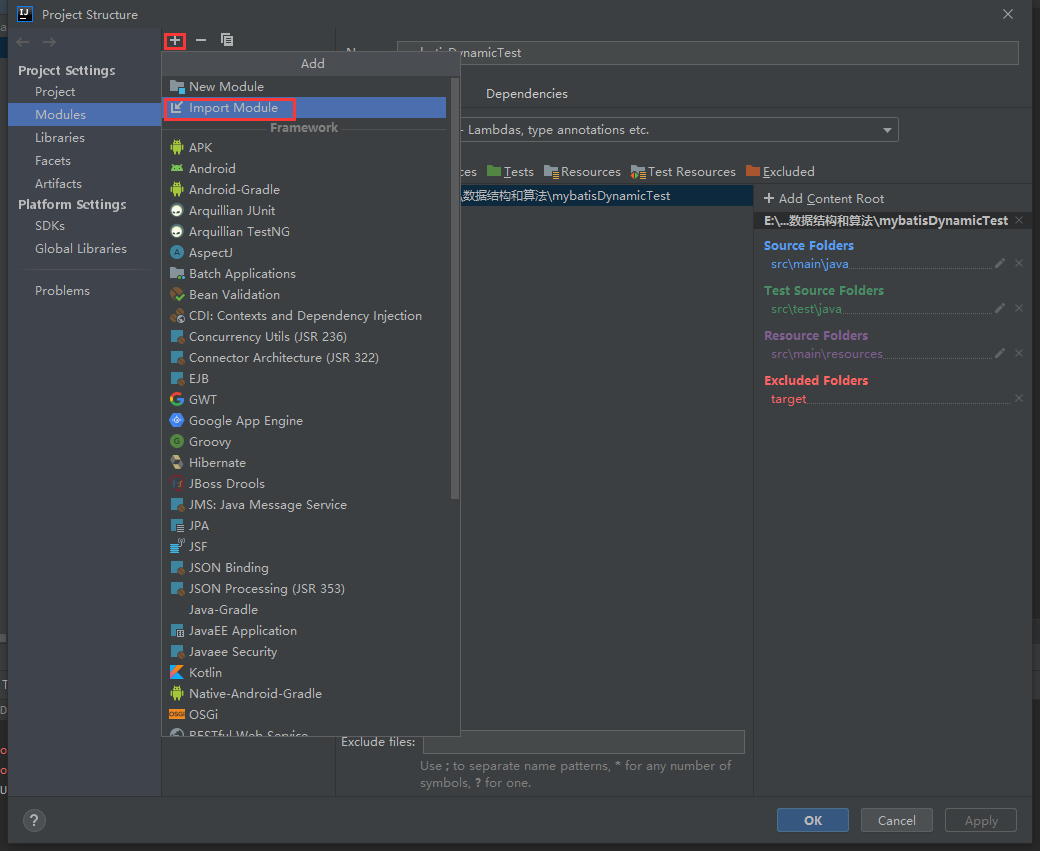 Project Structure
Project Settings
Project
Modules
Libraries
Facets
Artifacts
Platform Settings
SDKs
Global Libraries
Problems
Add
New Module
Import Module
Framework
APK
Android
Android-Gradle
Arquillian JUnit
Arquillian TestNG
AspectJ
Batch Applications
Bean Validation
CDI: Contexts and Dependency Injection
Concurrency Utils (JSR 236)
Connector Architecture (JSR 322)
EJB
GWT
Google App Engine
Groovy
Hibernate
JBoss Drools
JMS: Java Message Service
JPA
JSF
JSON Binding
JSON Processing (JSR 353)
Java-Gradle
JavaEE Application
Javaee Security
Kotlin
Native-Android-Gradle
OSGi
RESTful Web Service
DynamicTest
Dependencies
- Lambdas, type annotations etc.
ces Tests Resources Test Resources Excluded
\数据结构和算法\mybatisDynamicTest
+ Add Content Root
E:\...数据结构和算法\mybatisDynamicTest
Source Folders
src\main\java
Test Source Folders
src\test\java
Resource Folders
src\main\resources
Excluded Folders
target
Exclude files:
Use ; to separate name patterns, * for any number of
symbols, ? for one.
?
OK
Cancel
Apply